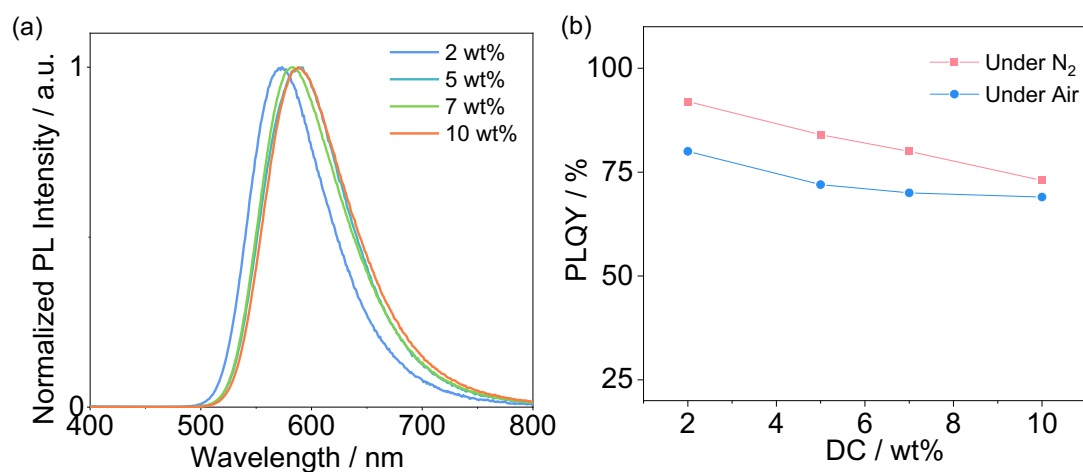 (a)
Normalized PL Intensity / a.u.
1
0
2 wt%
5 wt%
7 wt%
10 wt%
400 500 600 700 800
Wavelength / nm
(b)
PLQY / %
100
75
50
25
Under N₂
Under Air
2 4 6 8 10
DC / wt%